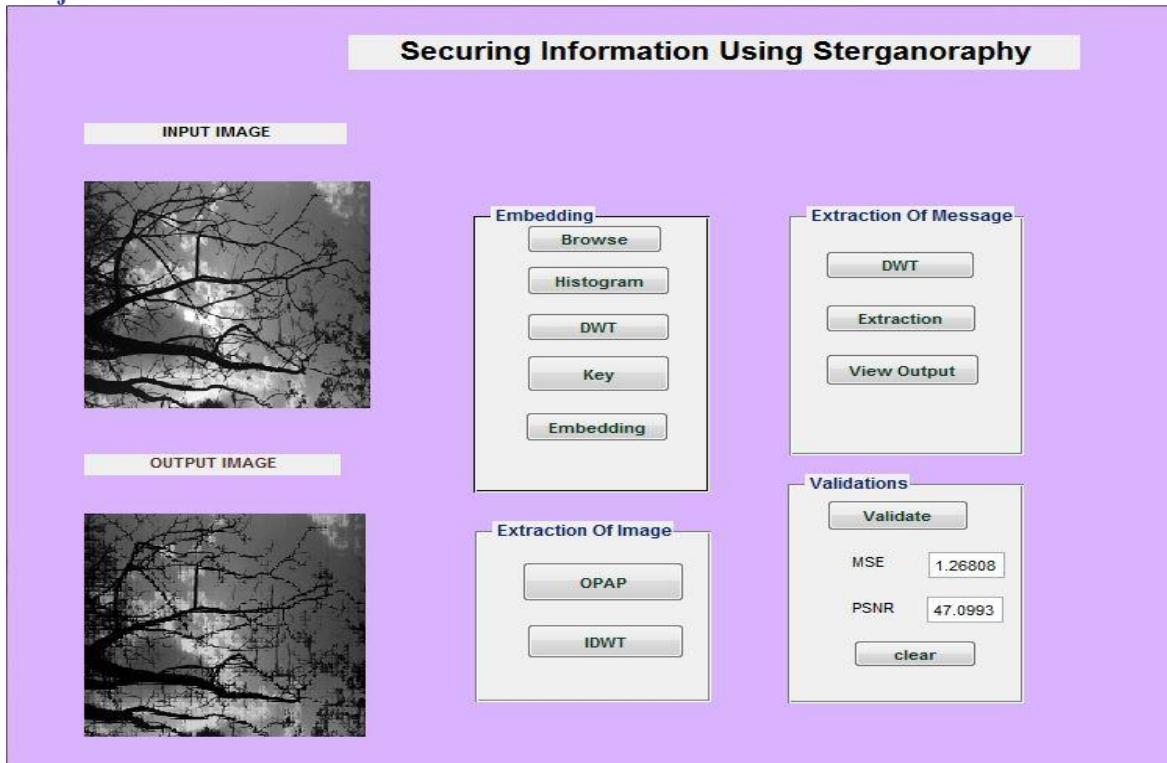 Securing Information Using Sterganoraphy
INPUT IMAGE
OUTPUT IMAGE
Embedding
Browse
Histogram
DWT
Key
Embedding
Extraction Of Image
OPAP
IDWT
Extraction Of Message
DWT
Extraction
View Output
Validations
Validate
MSE 1.26808
PSNR 47.0993
clear